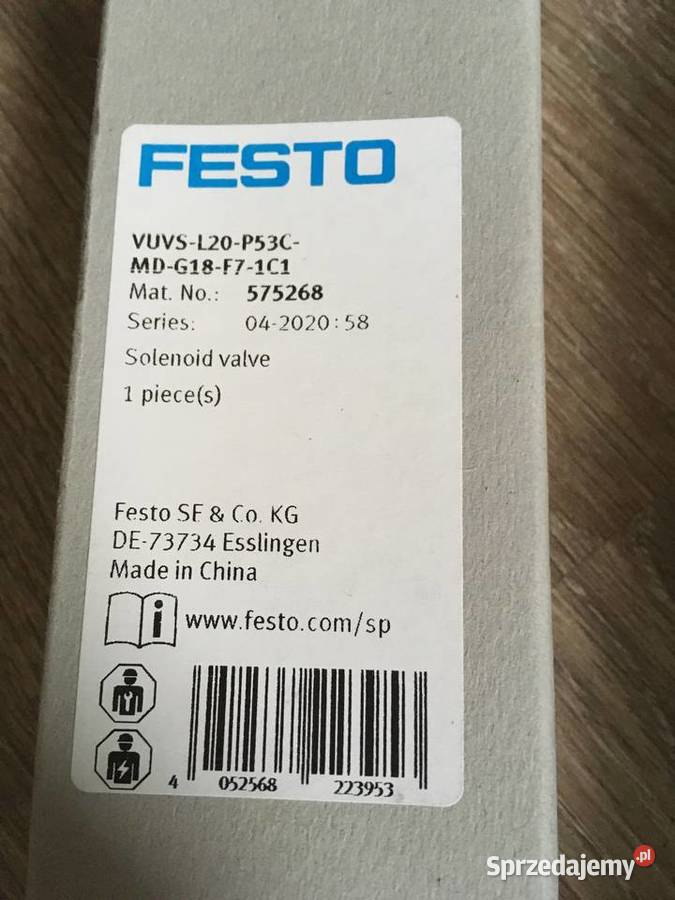 FESTO
VUVS-L20-P53C-
MD-G18-F7-1C1
Mat. No.: 575268
Series: 04-2020:58
Solenoid valve
1 piece(s)
Festo SE & Co. KG
DE-73734 Esslingen
Made in China
i www.festo.com/sp
4 052568 223953
Sprzedajemy.pl